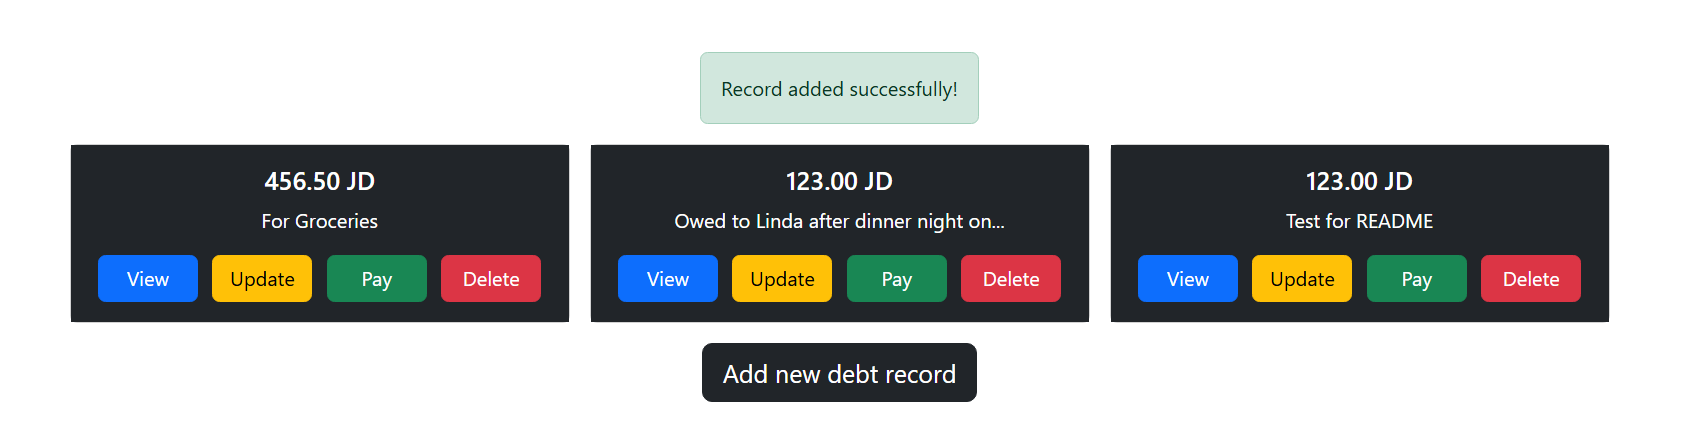 Record added successfully!
456.50 JD
For Groceries
View Update Pay Delete
123.00 JD
Owed to Linda after dinner night on...
View Update Pay Delete
123.00 JD
Test for README
View Update Pay Delete
Add new debt record